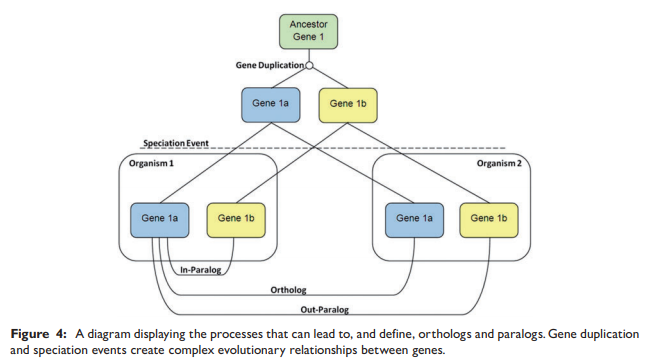 Ancestor
Gene 1
Gene Duplication
Gene 1a
Gene 1b
Speciation Event
Organism 1
Organism 2
Gene 1a
Gene 1b
Gene 1a
Gene 1b
In-Paralog
Ortholog
Out-Paralog
Figure 4: A diagram displaying the processes that can lead to, and define, orthologs and paralogs. Gene duplication
and speciation events create complex evolutionary relationships between genes.